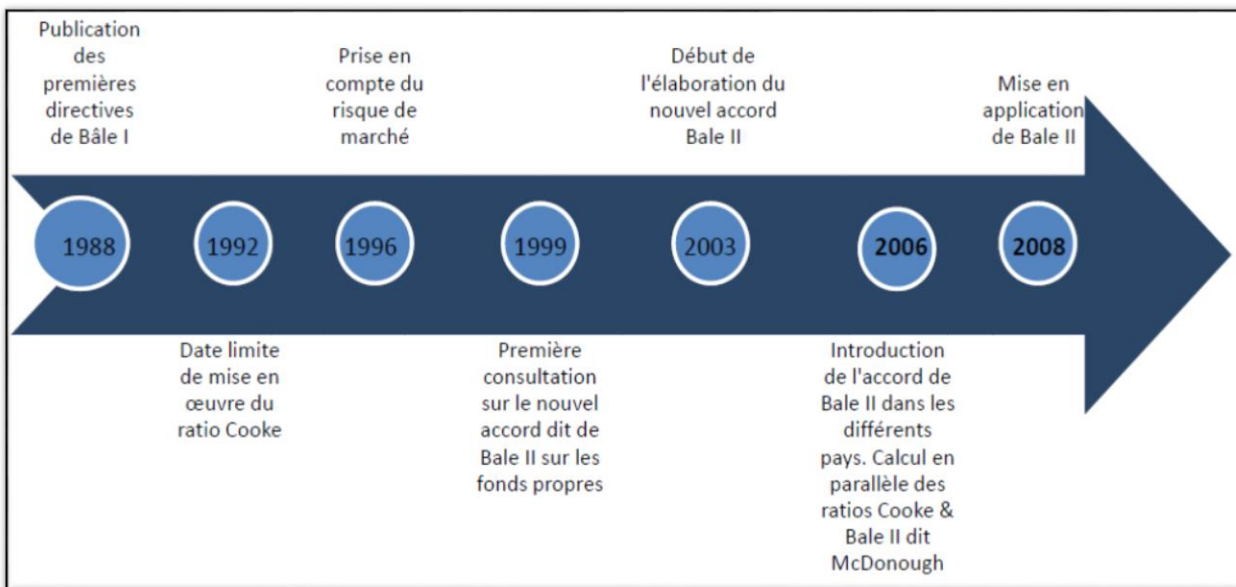 Publication
des
premières
directives
de Bâle I
Prise en
compte du
risque de
marché
Début de
l'élaboration du
nouvel accord
Bale II
Mise en
application
de Bale II
1988
1992
1996
1999
2003
2006
2008
Date limite
de mise en
œuvre du
ratio Cooke
Première
consultation
sur le nouvel
accord dit de
Bale II sur les
fonds propres
Introduction
de l'accord de
Bale II dans les
différents
pays. Calcul en
parallèle des
ratios Cooke &
Bale II dit
McDonough